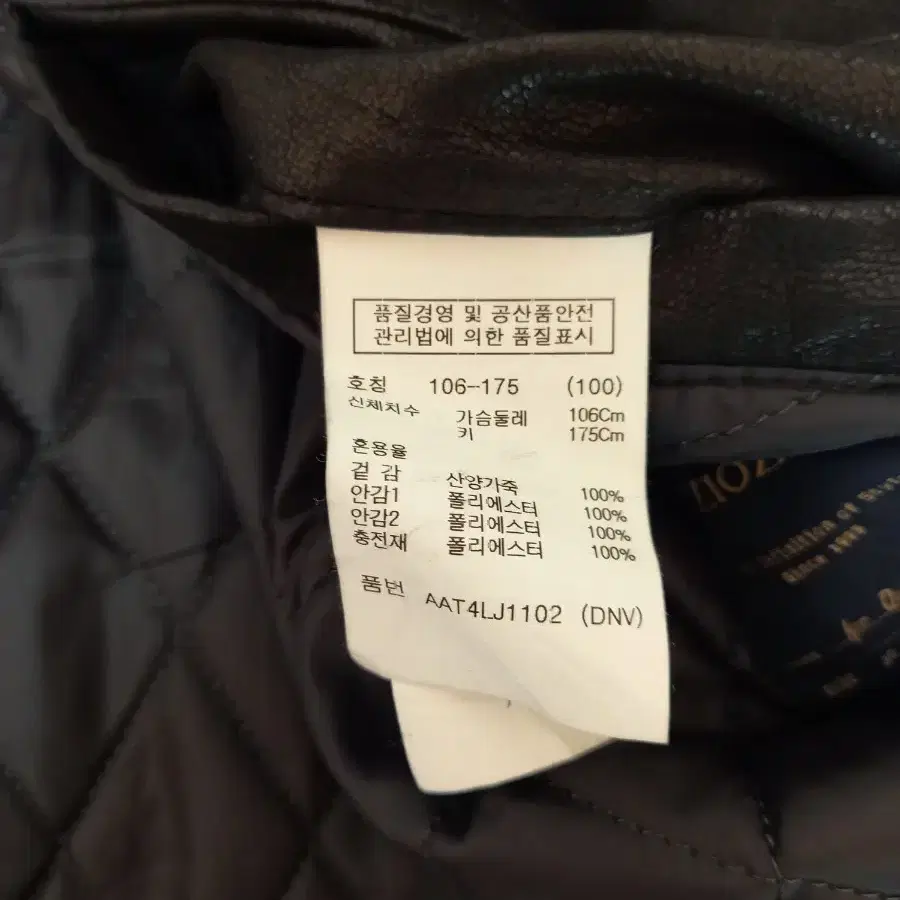 품질경영 및 공산품안전
관리법에 의한 품질표시
호칭 106-175 (100)
신체치수 가슴둘레 106Cm
키 175Cm
혼용율
겉 감 산양가죽 100%
안감1 폴리에스터 100%
안감2 폴리에스터 100%
충전재 폴리에스터 100%
품번 AAT4LJ1102 (DNV)
of
SINCE